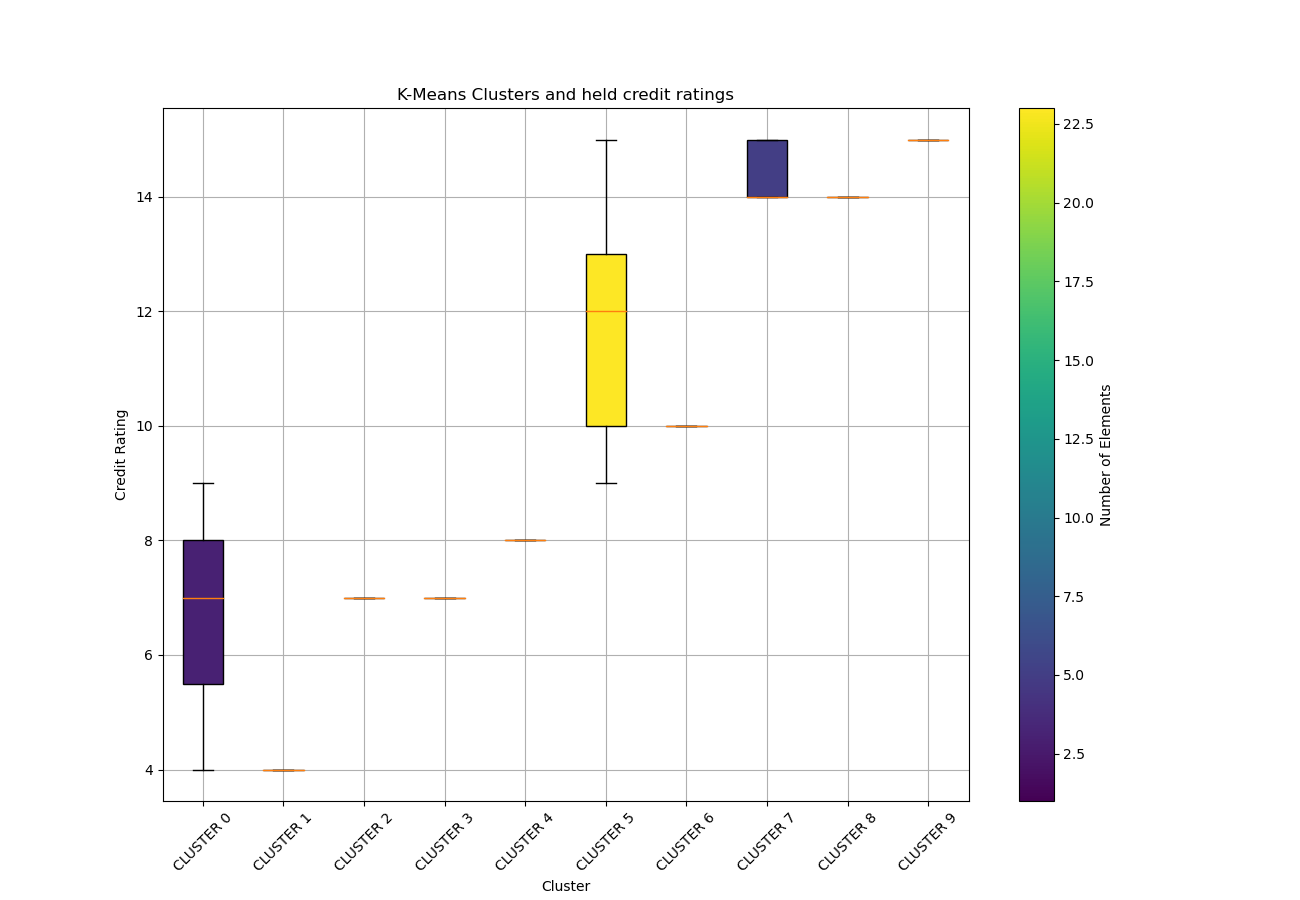 K-Means Clusters and held credit ratings
14
12
10
8
6
4
Credit Rating
CLUSTER 0
CLUSTER 1
CLUSTER 2
CLUSTER 3
CLUSTER 4
CLUSTER 5
CLUSTER 6
CLUSTER 7
CLUSTER 8
CLUSTER 9
Cluster
22.5
20.0
17.5
15.0
12.5
10.0
7.5
5.0
2.5
Number of Elements